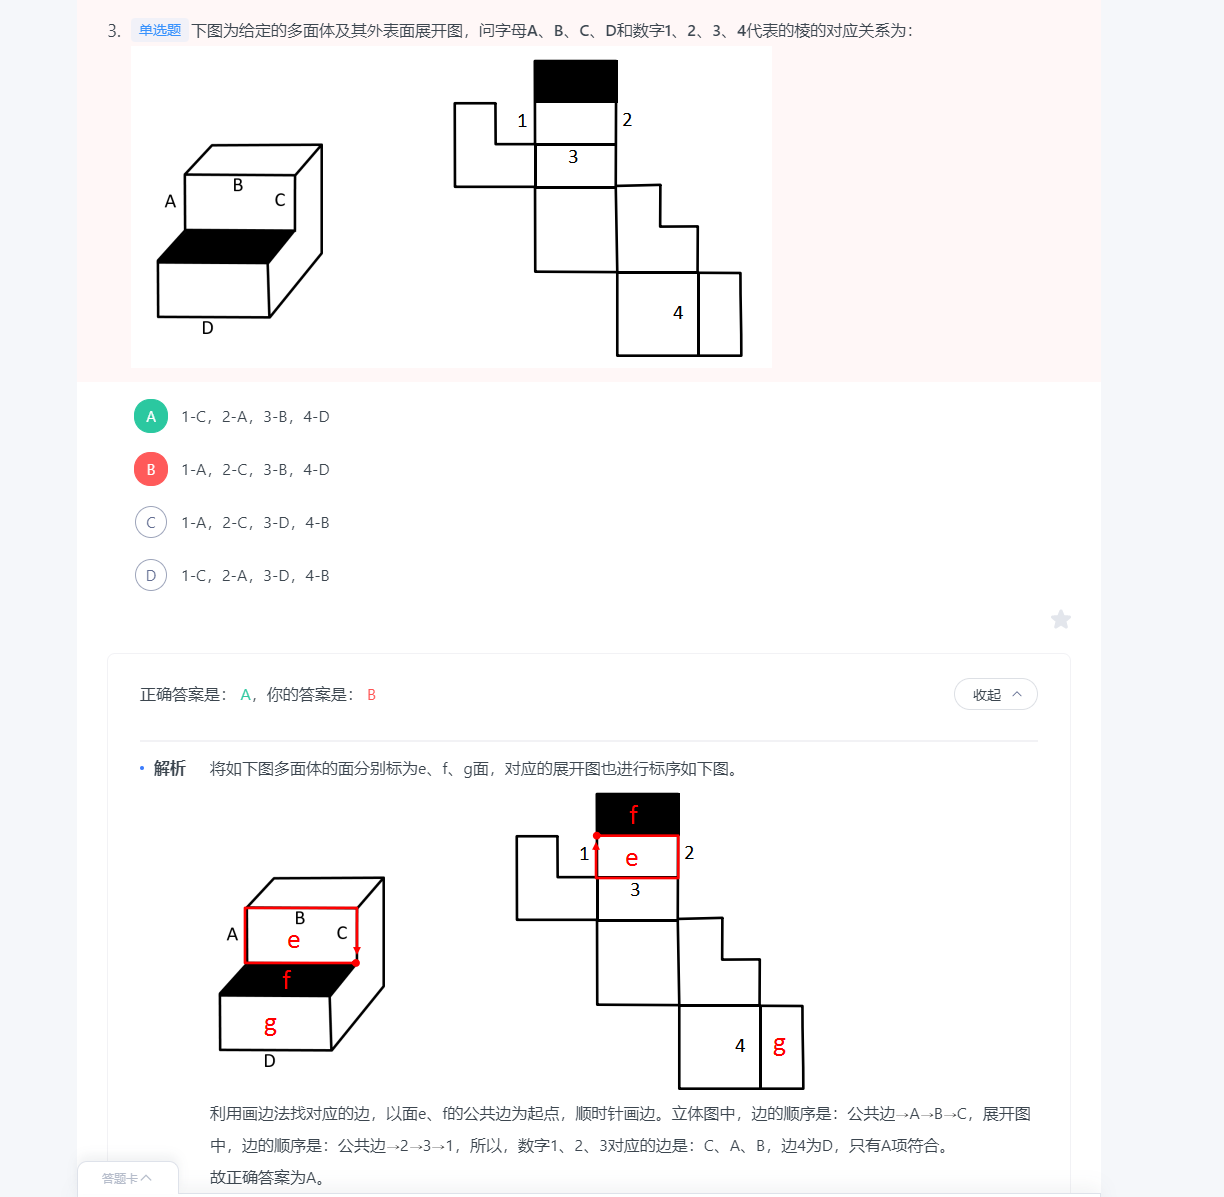 3. 单选题 下图为给定的多面体及其外表面展开图，问字母A、B、C、D和数字1、2、3、4代表的棱的对应关系为：
1
2
3
A
B
C
D
4
A 1-C，2-A，3-B，4-D
B 1-A，2-C，3-B，4-D
C 1-A，2-C，3-D，4-B
D 1-C，2-A，3-D，4-B
正确答案是： A，你的答案是： B
收起
• 解析 将如下图多面体的面分别标为e、f、g面，对应的展开图也进行标序如下图。
f
1
e
2
3
A
B
C
e
f
g
D
4
g
利用画边法找对应的边，以面e、f的公共边为起点，顺时针画边。立体图中，边的顺序是：公共边→A→B→C，展开图
中，边的顺序是：公共边→2→3→1，所以，数字1、2、3对应的边是：C、A、B，边4为D，只有A项符合。
故正确答案为A。
答题卡